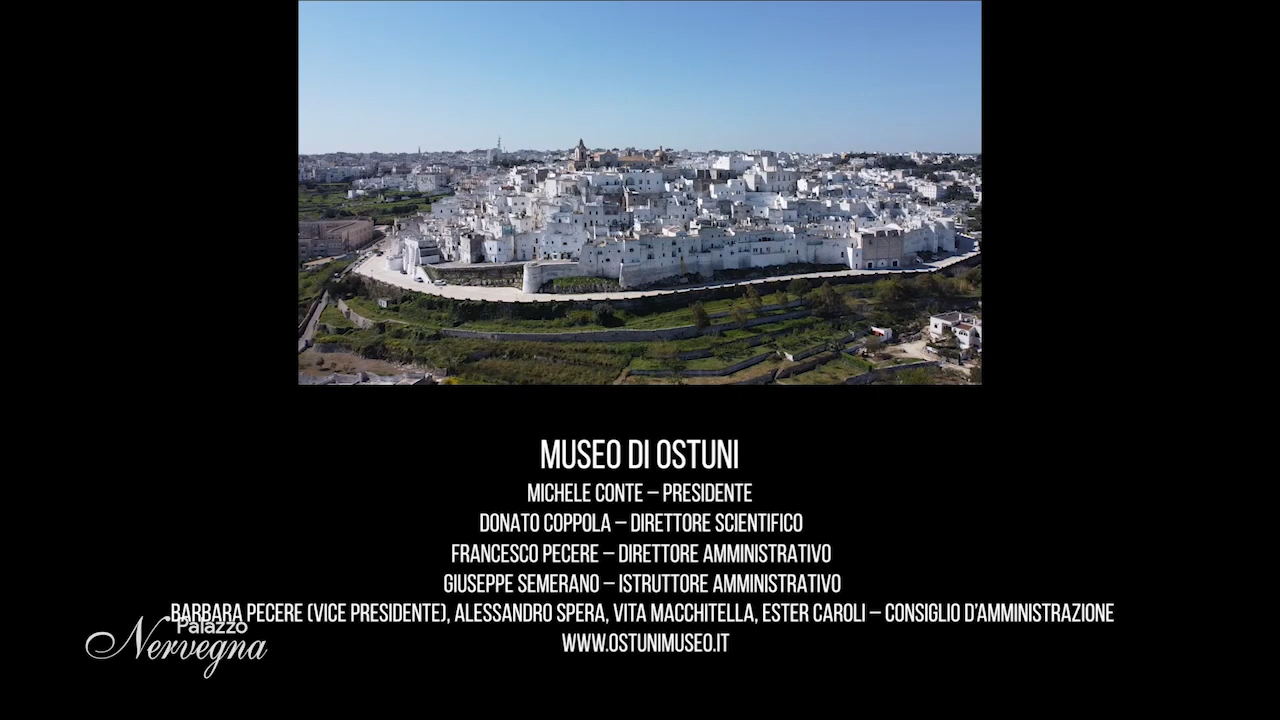 MUSEO DI OSTUNI
MICHELE CONTE – PRESIDENTE
DONATO COPPOLA – DIRETTORE SCIENTIFICO
FRANCESCO PECERE – DIRETTORE AMMINISTRATIVO
GIUSEPPE SEMERANO – ISTRUTTORE AMMINISTRATIVO
BARBARA PECERE (VICE PRESIDENTE), ALESSANDRO SPERA, VITA MACCHITELLA, ESTER CAROLI – CONSIGLIO D'AMMINISTRAZIONE
WWW.OSTUNIMUSEO.IT
Palazzo
Nervegna